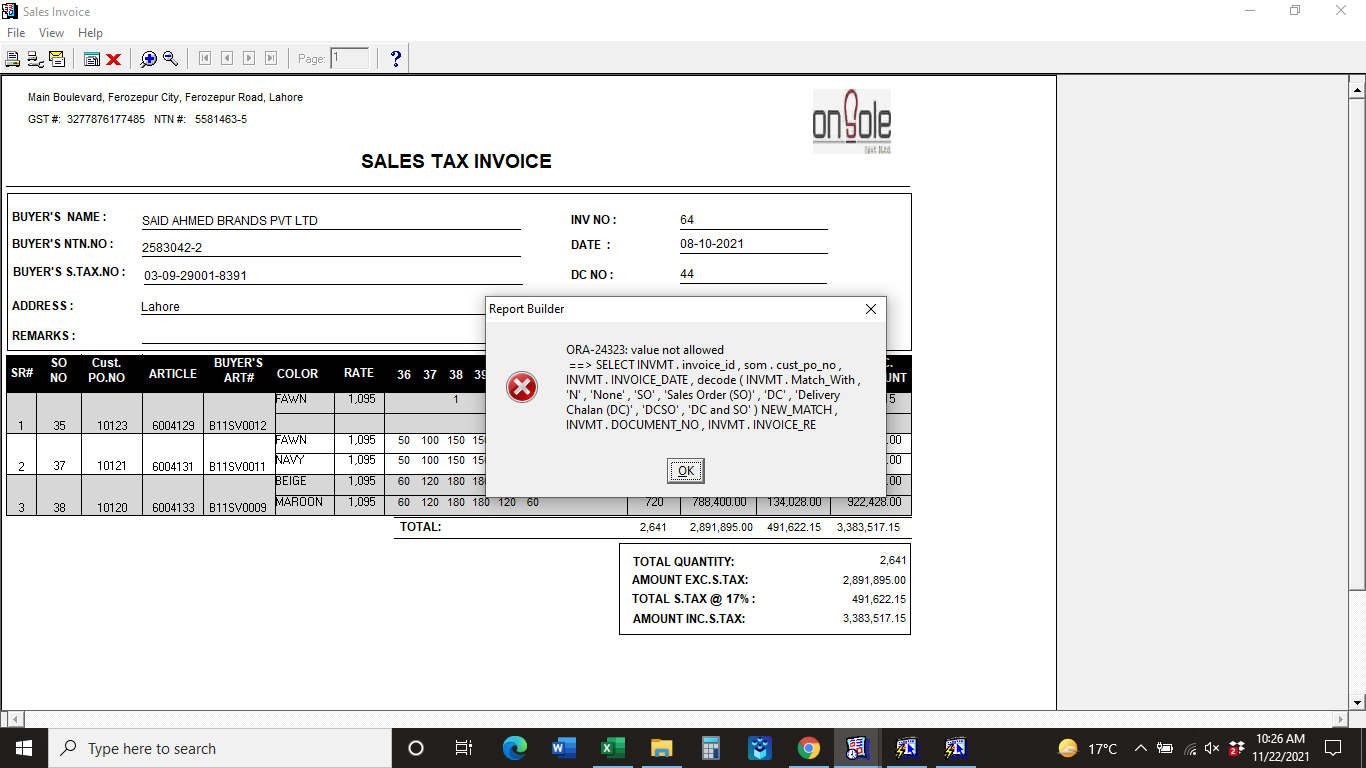 Sales Invoice
File View Help
Page: 1
Main Boulevard, Ferozepur City, Ferozepur Road, Lahore
GST #: 3277876177485 NTN #: 5581463-5
onSole
SALES TAX INVOICE
BUYER'S NAME : SAID AHMED BRANDS PVT LTD INV NO : 64
BUYER'S NTN.NO : 2583042-2 DATE : 08-10-2021
BUYER'S S.TAX.NO : 03-09-29001-8391 DC NO : 44
ADDRESS : Lahore
REMARKS :
Report Builder
ORA-24323: value not allowed
==> SELECT INVMT . invoice_id , som . cust_po_no ,
INVMT . INVOICE_DATE , decode ( INVMT . Match_With ,
'N' , 'None' , 'SO' , 'Sales Order (SO)' , 'DC' , 'Delivery
Chalan (DC)' , 'DCSO' , 'DC and SO' ) NEW_MATCH ,
INVMT . DOCUMENT_NO , INVMT . INVOICE_RE
OK
SR# SO NO Cust. PO.NO ARTICLE BUYER'S ART# COLOR RATE 36 37 38 39
FAWN 1,095 1
1 35 10123 6004129 B11SV0012
FAWN 1,095 50 100 150 .00
2 37 10121 6004131 B11SV0011 NAVY 1,095 50 100 150 .00
BEIGE 1,095 60 120 180 .00
3 38 10120 6004133 B11SV0009 MAROON 1,095 60 120 180 180 120 60 720 788,400.00 134,028.00 922,428.00
TOTAL: 2,641 2,891,895.00 491,622.15 3,383,517.15
TOTAL QUANTITY: 2,641
AMOUNT EXC.S.TAX: 2,891,895.00
TOTAL S.TAX @ 17% : 491,622.15
AMOUNT INC.S.TAX: 3,383,517.15
Type here to search
17°C
10:26 AM
11/22/2021